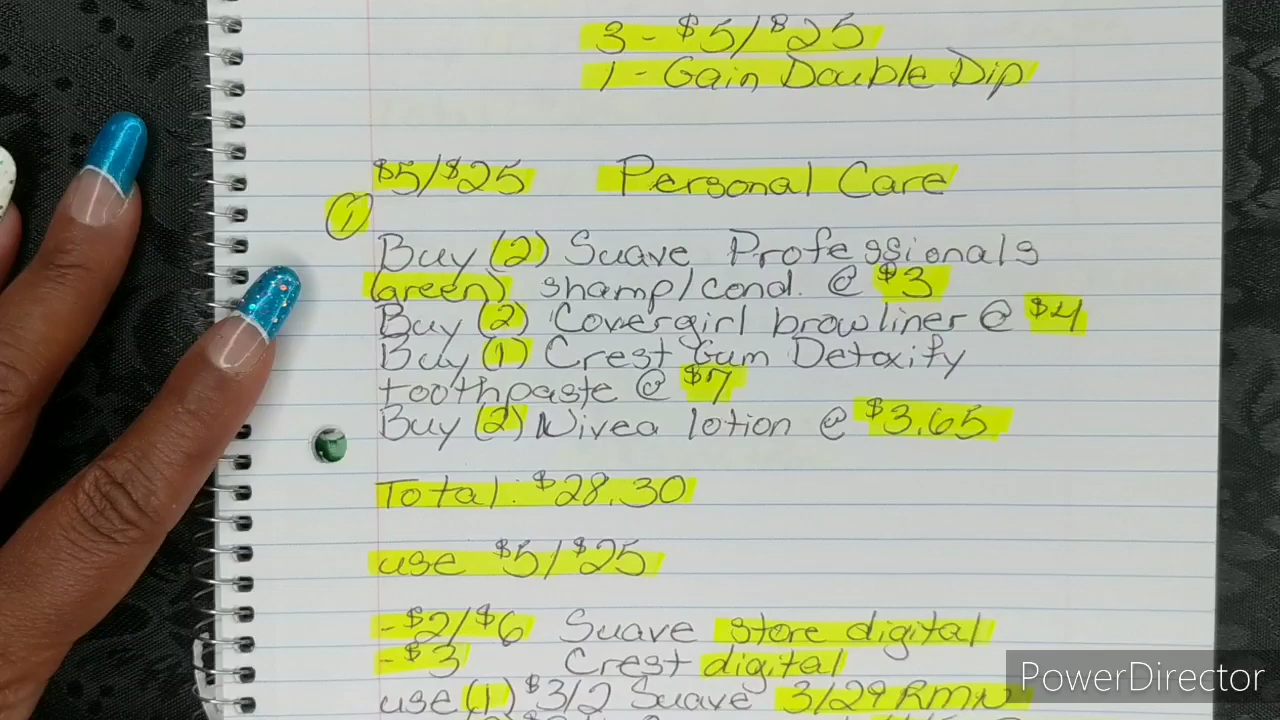 3 - $5/$25
1 - Gain Double Dip
$5/$25 Personal Care
1
Buy (2) Suave Professionals
(Green) shamp/cond. @ $3
Buy (2) Covergirl browliner @ $4
Buy (1) Crest Gum Detoxify
toothpaste @ $7
Buy (2) Nivea lotion @ $3.65
Total: $28.30
use $5/$25
-$2/$6 Suave store digital
-$3 Crest digital
use (1) $3/2 Suave 3/29 RMN
PowerDirector